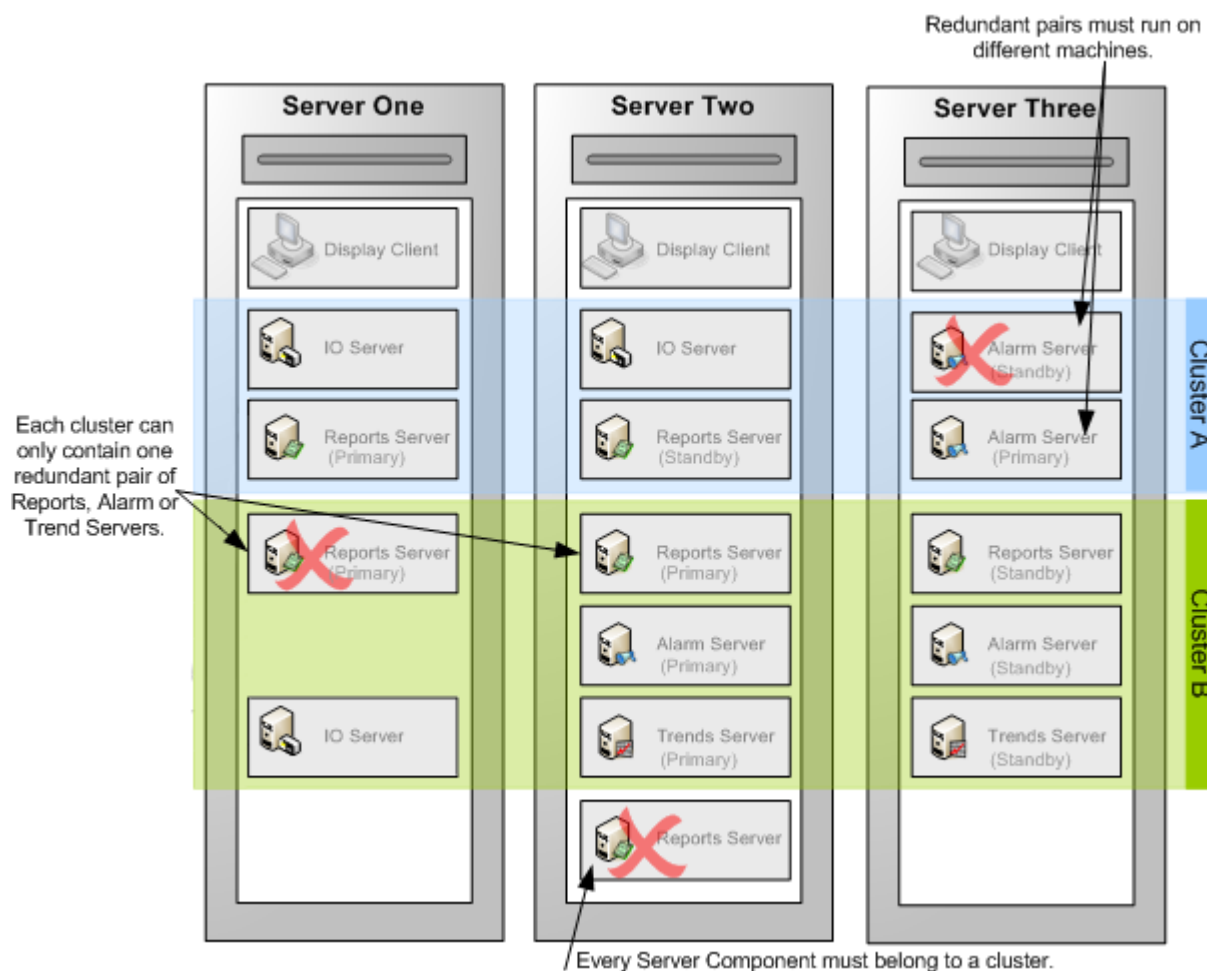 Redundant pairs must run on
different machines.
Server One
Server Two
Server Three
Display Client
Display Client
Display Client
IO Server
IO Server
Alarm Server
(Standby)
Cluster A
Each cluster can
only contain one
redundant pair of
Reports, Alarm or
Trend Servers.
Reports Server
(Primary)
Reports Server
(Standby)
Alarm Server
(Primary)
Reports Server
(Primary)
Reports Server
(Primary)
Reports Server
(Standby)
Cluster B
Alarm Server
(Primary)
Alarm Server
(Standby)
IO Server
Trends Server
(Primary)
Trends Server
(Standby)
Reports Server
Every Server Component must belong to a cluster.